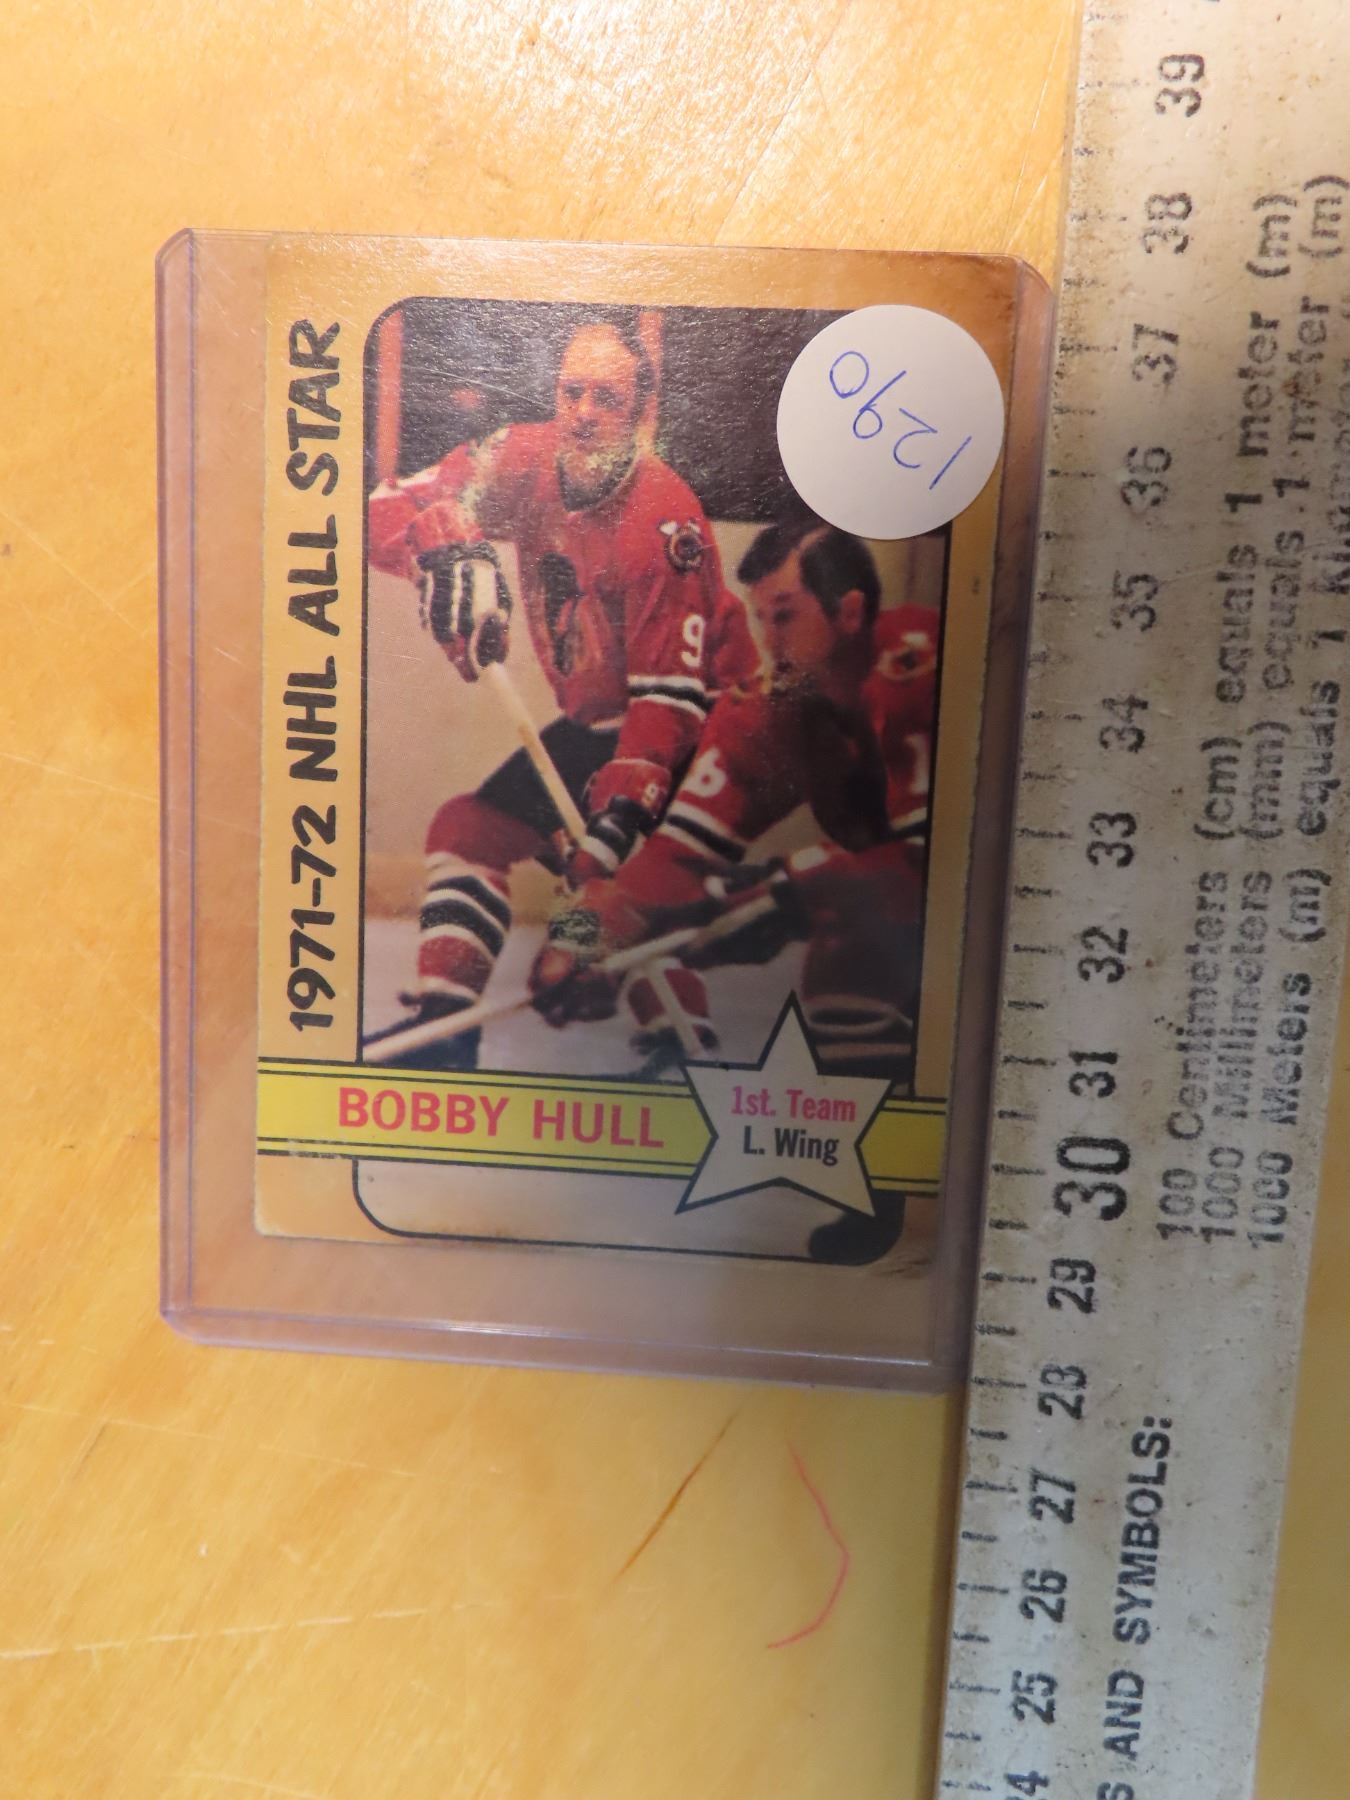 1971-72 NHL ALL STAR
1290
9
BOBBY HULL
1st. Team
L. Wing
39
38
37
36
35
34
33
32
31
30
29
28
27
26
25
100 Centimeters (cm) equals 1 meter (m)
1000 Millimeters (mm) equals 1 meter (m)
1000 Meters (m) equals 1
AND SYMBOLS: